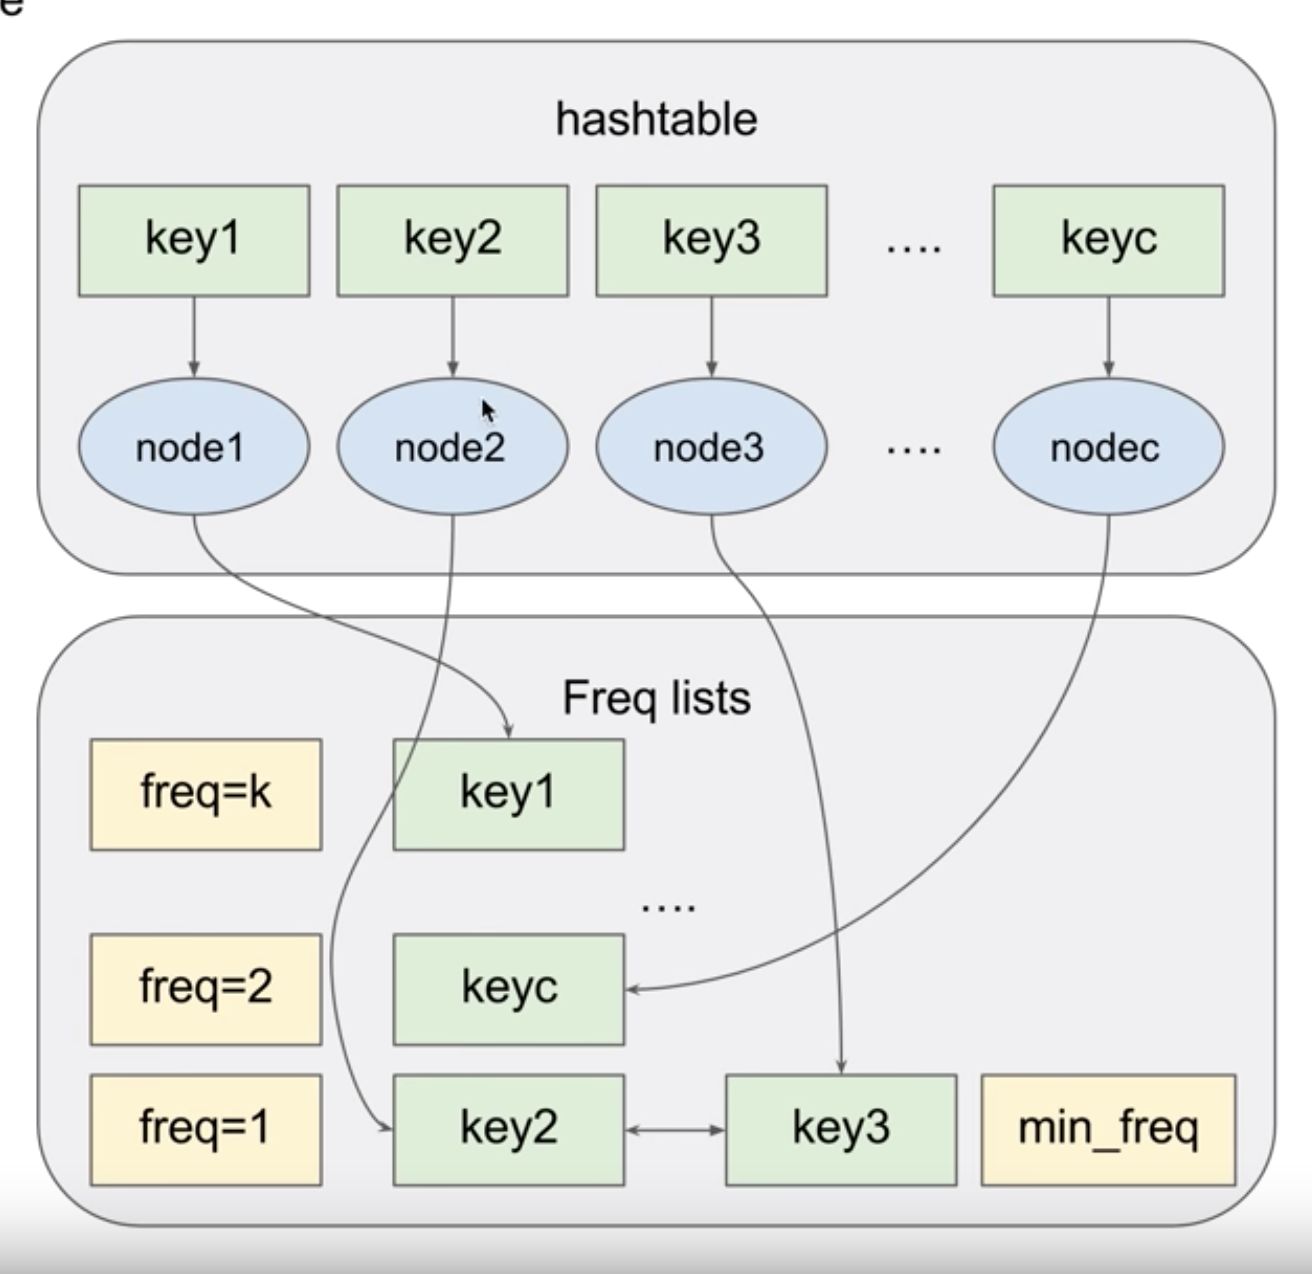 e
hashtable
key1 key2 key3 .... keyc
node1 node2 node3 .... nodec
Freq lists
freq=k key1
....
freq=2 keyc
freq=1 key2 key3 min_freq